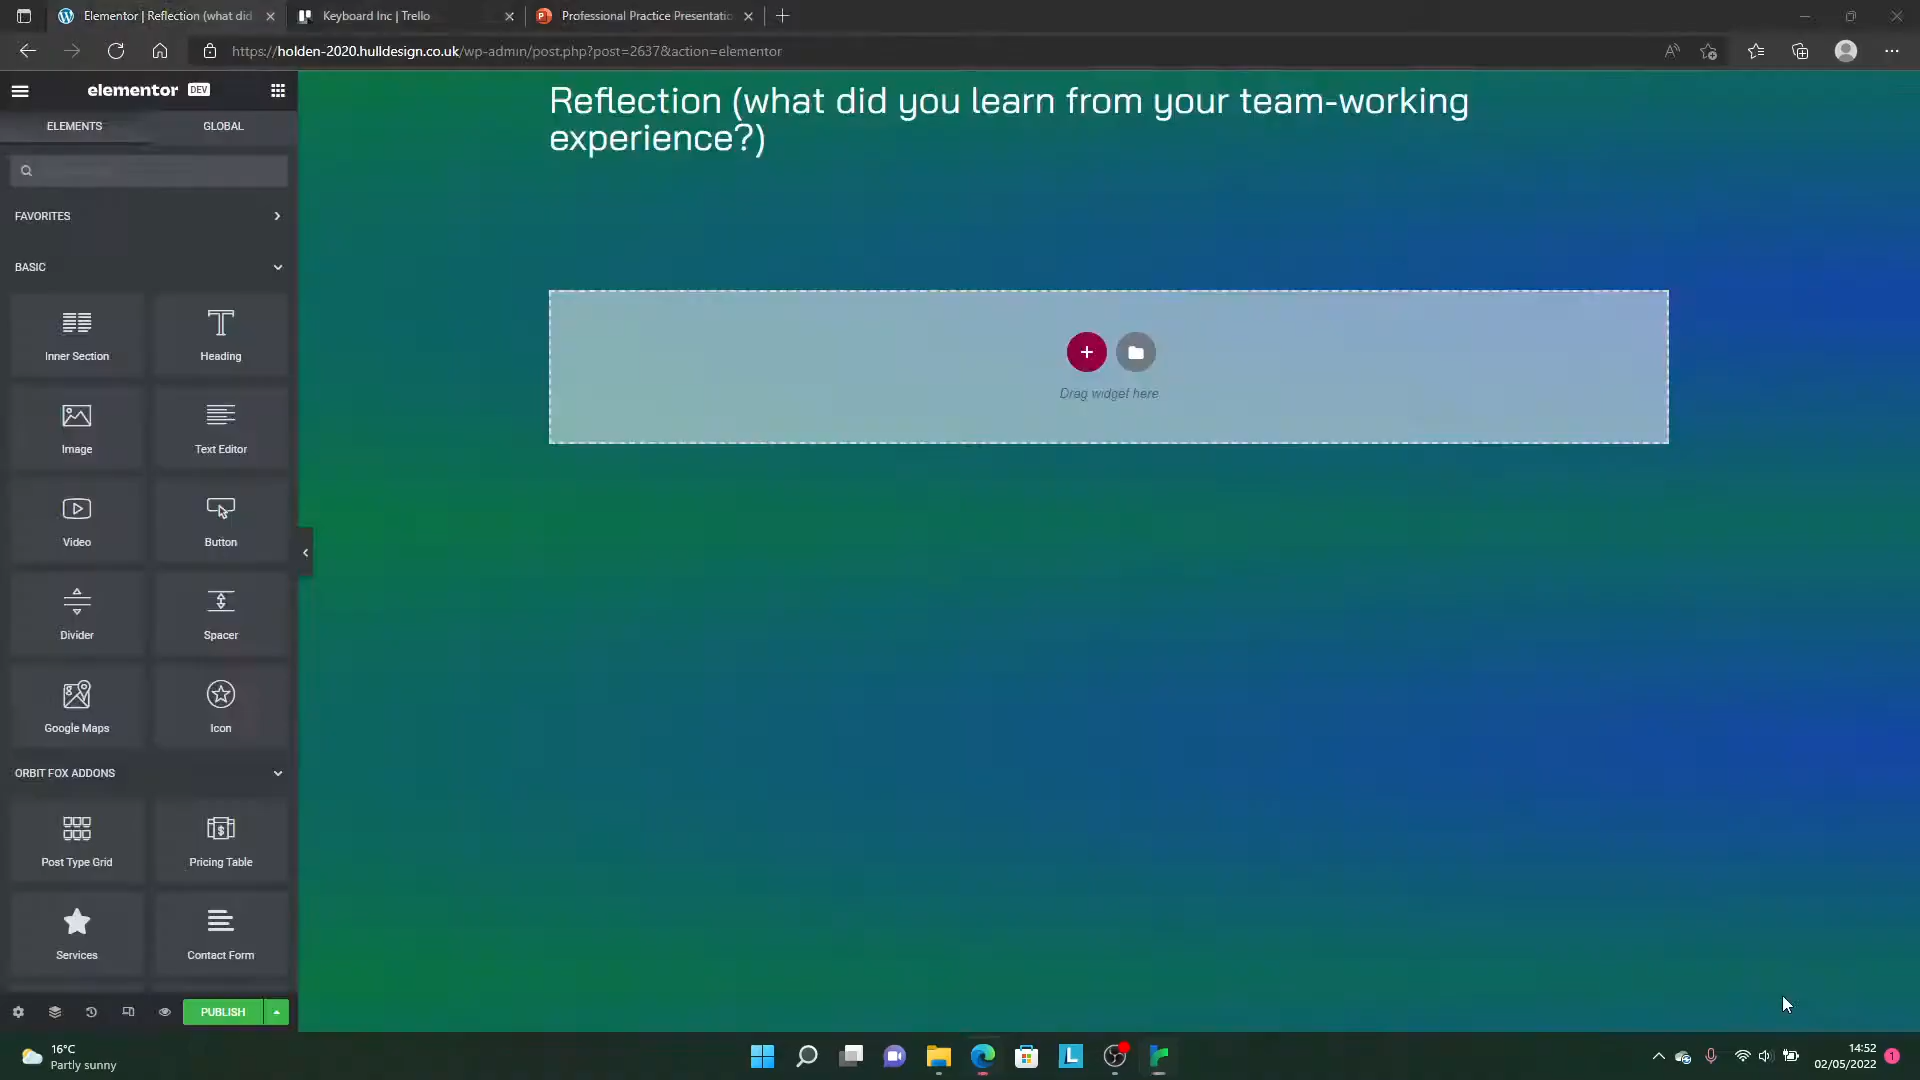 Elementor | Reflection (what did
Keyboard Inc | Trello
Professional Practice Presentatio
https://holden-2020.hulldesign.co.uk/wp-admin/post.php?post=2637&action=elementor
elementor DEV
ELEMENTS
GLOBAL
FAVORITES
BASIC
Inner Section
Heading
Image
Text Editor
Video
Button
Divider
Spacer
Google Maps
Icon
ORBIT FOX ADDONS
Post Type Grid
Pricing Table
Services
Contact Form
PUBLISH
Reflection (what did you learn from your team-working
experience?)
Drag widget here
16°C
Partly sunny
14:52
02/05/2022
1